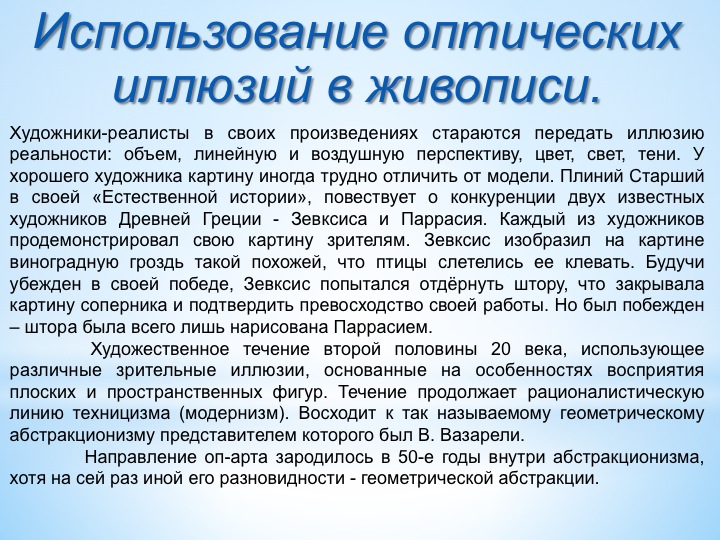 Использование оптических
иллюзий в живописи.
Художники-реалисты в своих произведениях стараются передать иллюзию
реальности: объем, линейную и воздушную перспективу, цвет, свет, тени. У
хорошего художника картину иногда трудно отличить от модели. Плиний Старший
в своей «Естественной истории», повествует о конкуренции двух известных
художников Древней Греции - Зевксиса и Паррасия. Каждый из художников
продемонстрировал свою картину зрителям. Зевксис изобразил на картине
виноградную гроздь такой похожей, что птицы слетелись ее клевать. Будучи
убежден в своей победе, Зевксис попытался отдёрнуть штору, что закрывала
картину соперника и подтвердить превосходство своей работы. Но был побежден
– штора была всего лишь нарисована Паррасием.
Художественное течение второй половины 20 века, использующее
различные зрительные иллюзии, основанные на особенностях восприятия
плоских и пространственных фигур. Течение продолжает рационалистическую
линию техницизма (модернизм). Восходит к так называемому геометрическому
абстракционизму представителем которого был В. Вазарели.
Направление оп-арта зародилось в 50-е годы внутри абстракционизма,
хотя на сей раз иной его разновидности - геометрической абстракции.